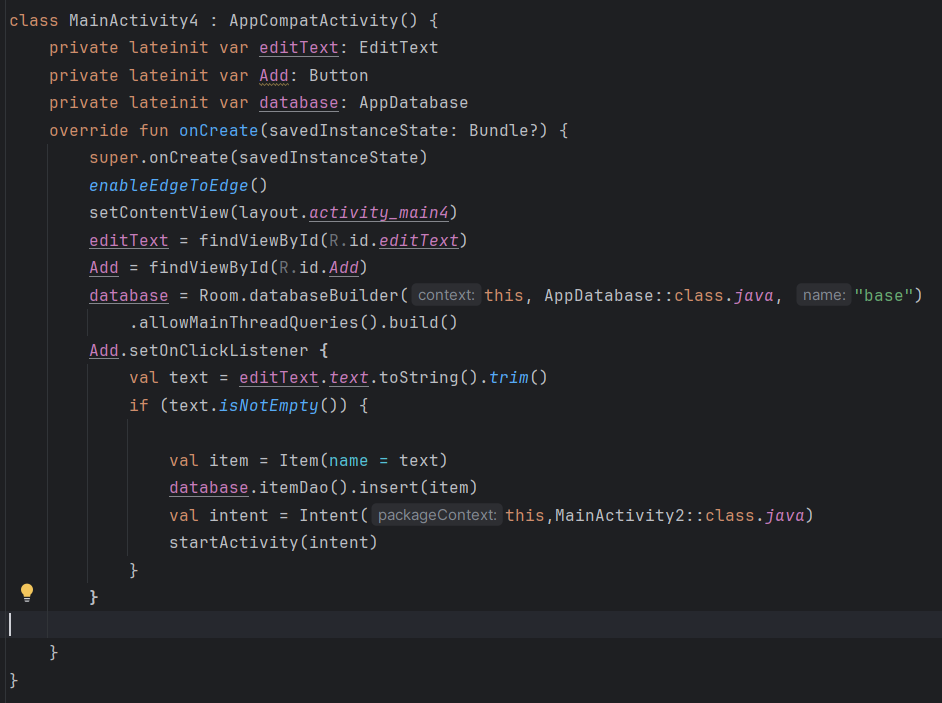 class MainActivity4 : AppCompatActivity() {
    private lateinit var editText: EditText
    private lateinit var Add: Button
    private lateinit var database: AppDatabase
    override fun onCreate(savedInstanceState: Bundle?) {
        super.onCreate(savedInstanceState)
        enableEdgeToEdge()
        setContentView(layout.activity_main4)
        editText = findViewById(R.id.editText)
        Add = findViewById(R.id.Add)
        database = Room.databaseBuilder( context: this, AppDatabase::class.java, name: "base")
            .allowMainThreadQueries().build()
        Add.setOnClickListener {
            val text = editText.text.toString().trim()
            if (text.isNotEmpty()) {

                val item = Item(name = text)
                database.itemDao().insert(item)
                val intent = Intent( packageContext: this,MainActivity2::class.java)
                startActivity(intent)
            }
        }

    }
}